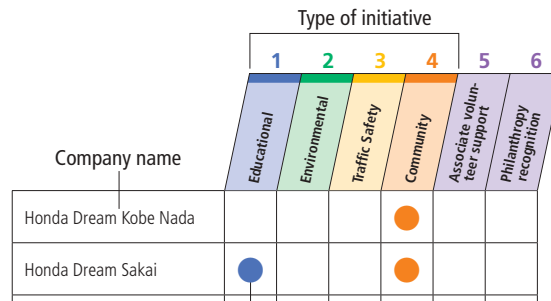 Type of initiative
1 2 3 4 5 6
Educational
Environmental
Traffic Safety
Community
Associate volun-
teer support
Philanthropy
recognition
Company name
Honda Dream Kobe Nada
Honda Dream Sakai